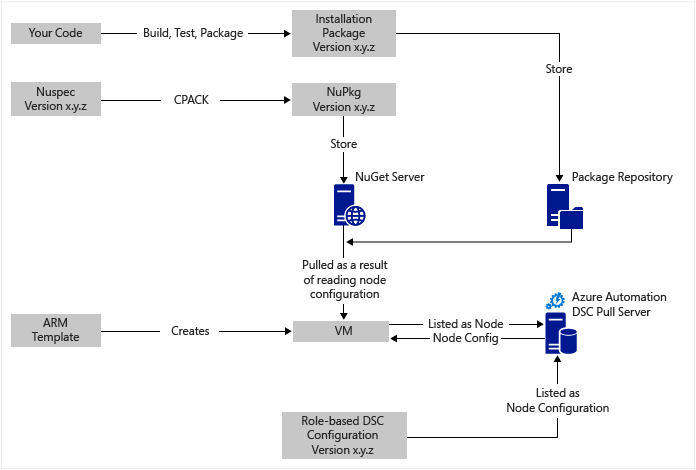 Your Code
Build, Test, Package
Installation
Package
Version x.y.z
Store
Nuspec
Version x.y.z
CPACK
NuPkg
Version x.y.z
Store
NuGet Server
Package Repository
Pulled as a result
of reading node
configuration
Azure Automation
DSC Pull Server
ARM
Template
Creates
VM
Listed as Node
Node Config
Listed as
Node Configuration
Role-based DSC
Configuration
Version x.y.z